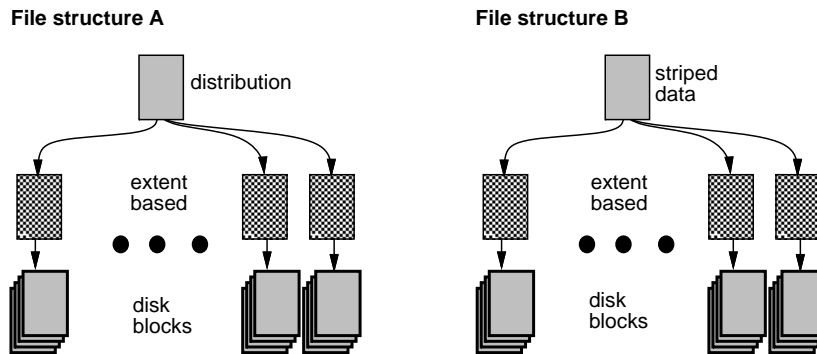 File structure A
distribution
extent
based
disk
blocks
File structure B
striped
data
extent
based
disk
blocks